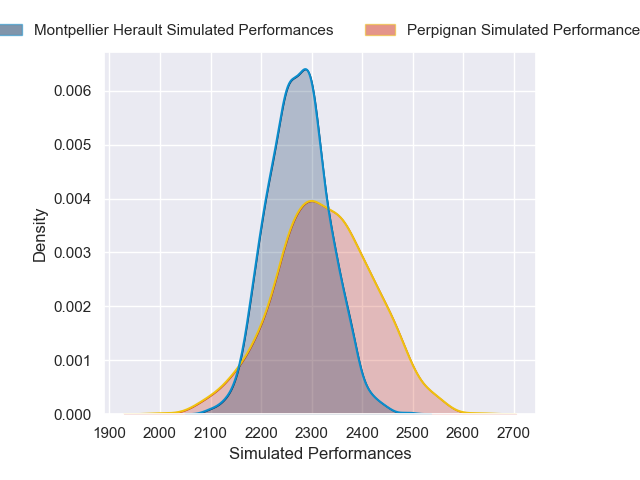 Montpellier Herault Simulated Performances
Perpignan Simulated Performance
0.006
0.005
0.004
0.003
0.002
0.001
0.000
Density
1900 2000 2100 2200 2300 2400 2500 2600 2700
Simulated Performances